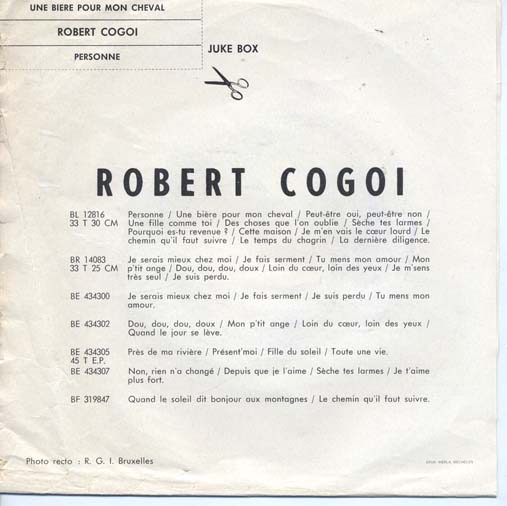 UNE BIERE POUR MON CHEVAL
ROBERT COGOI
PERSONNE
JUKE BOX
ROBERT COGOI
BL 12816 Personne / Une bière pour mon cheval / Peut-être oui, peut-être non /
33 T 30 CM Une fille comme toi / Des choses que l'on oublie / Sèche tes larmes /
Pourquoi es-tu revenue ? / Cette maison / Je m'en vais le cœur lourd / Le
chemin qu'il faut suivre / Le temps du chagrin / La dernière diligence.
BR 14083 Je serais mieux chez moi / Je fais serment / Tu mens mon amour / Mon
33 T 25 CM p'tit ange / Dou, dou, dou, doux / Loin du cœur, loin des yeux / Je m'sens
très seul / Je suis perdu.
BE 434300 Je serais mieux chez moi / Je fais serment / Je suis perdu / Tu mens mon
amour.
BE 434302 Dou, dou, dou, doux / Mon p'tit ange / Loin du cœur, loin des yeux /
Quand le jour se lève.
BE 434305 Près de ma rivière / Présent'moi / Fille du soleil / Toute une vie.
45 T E.P.
BE 434307 Non, rien n'a changé / Depuis que je l'aime / Sèche tes larmes / Je t'aime
plus fort.
BF 319847 Quand le soleil dit bonjour aux montagnes / Le chemin qu'il faut suivre.
Photo recto : R. G. I. Bruxelles